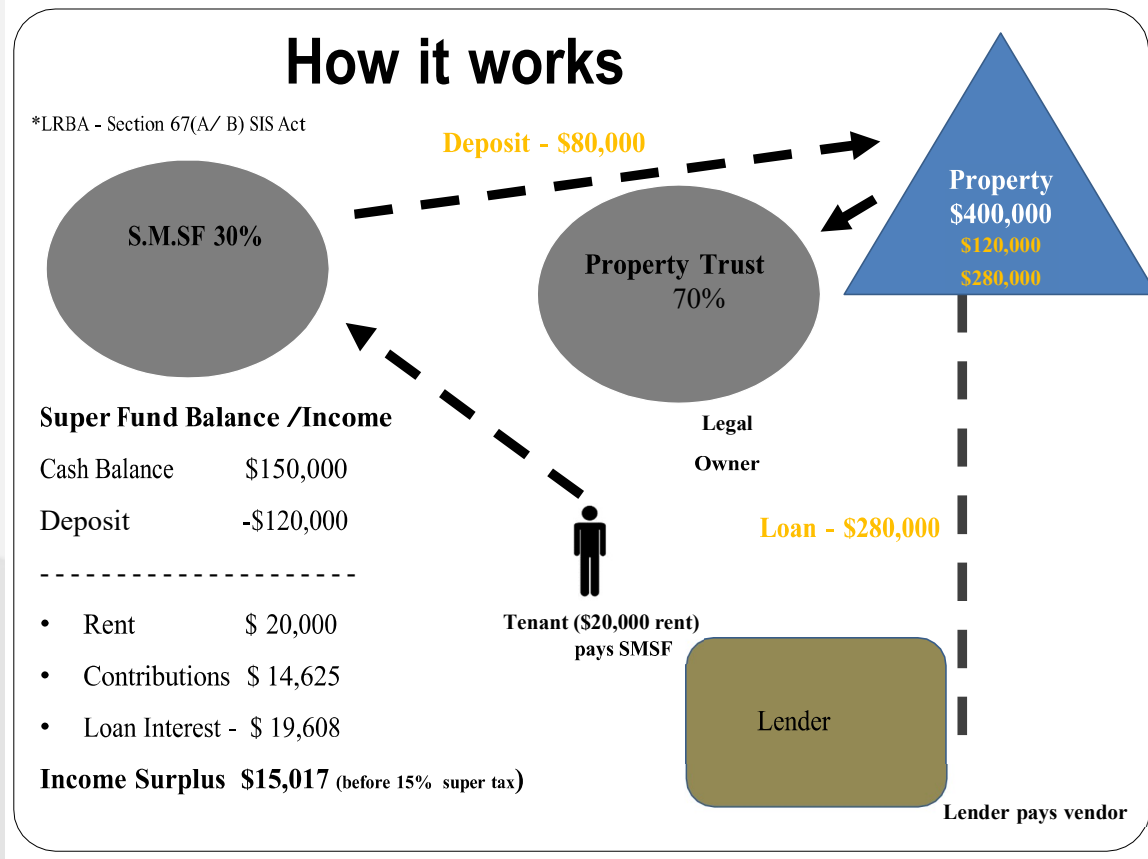 How it works
*LRBA - Section 67(A/ B) SIS Act
Deposit - $80,000
S.M.SF 30%
Property Trust
70%
Property
$400,000
$120,000
$280,000
Legal
Owner
Super Fund Balance /Income
Cash Balance $150,000
Deposit -$120,000
- - - - - - - - - - - - - - - - - - - - -
• Rent $ 20,000
• Contributions $ 14,625
• Loan Interest - $ 19,608
Income Surplus $15,017 (before 15% super tax)
Loan - $280,000
Tenant ($20,000 rent)
pays SMSF
Lender
Lender pays vendor